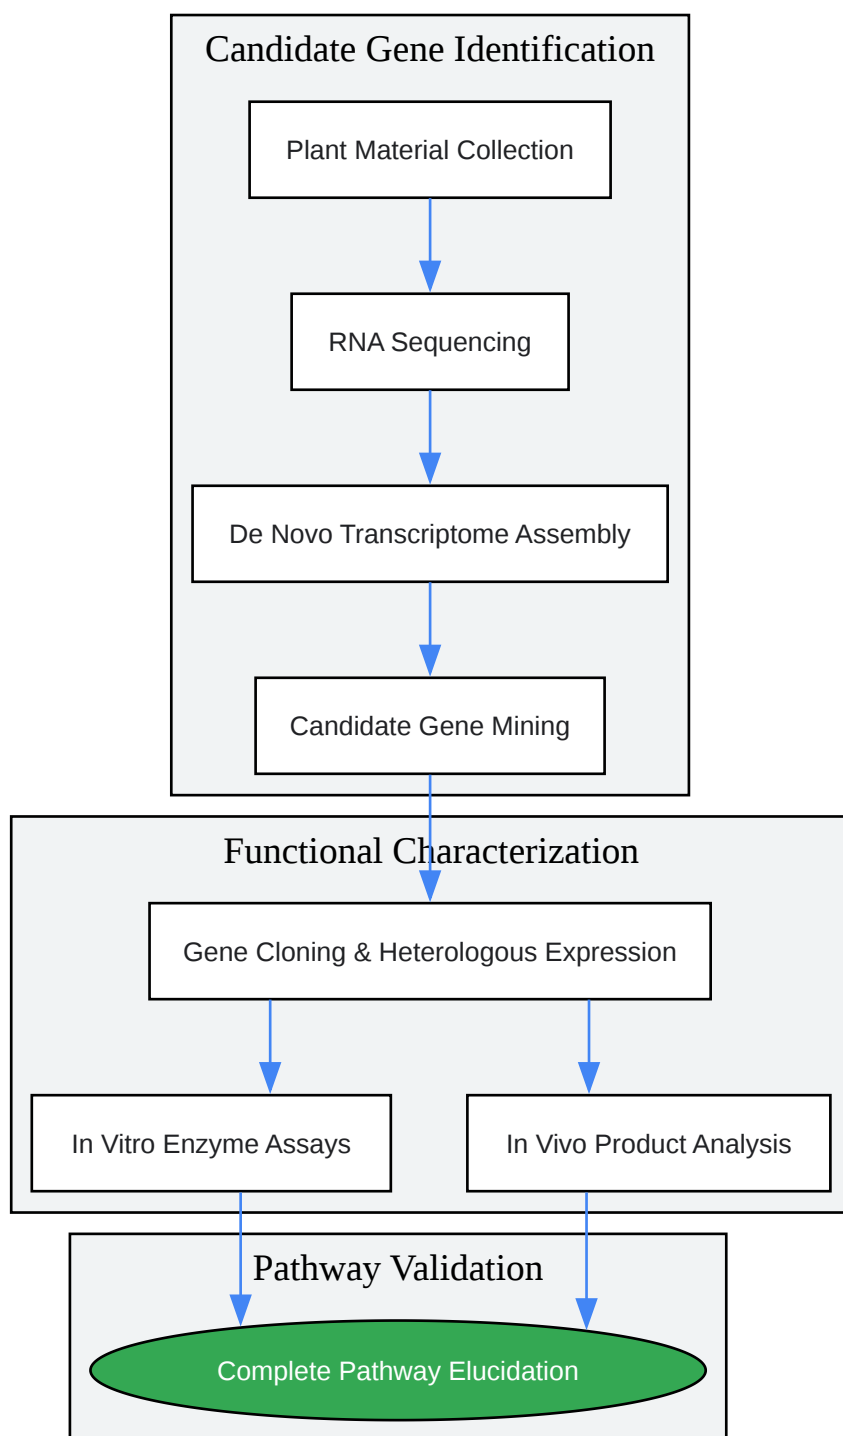 Candidate Gene Identification
Plant Material Collection
RNA Sequencing
De Novo Transcriptome Assembly
Candidate Gene Mining
Functional Characterization
Gene Cloning & Heterologous Expression
In Vitro Enzyme Assays
In Vivo Product Analysis
Pathway Validation
Complete Pathway Elucidation